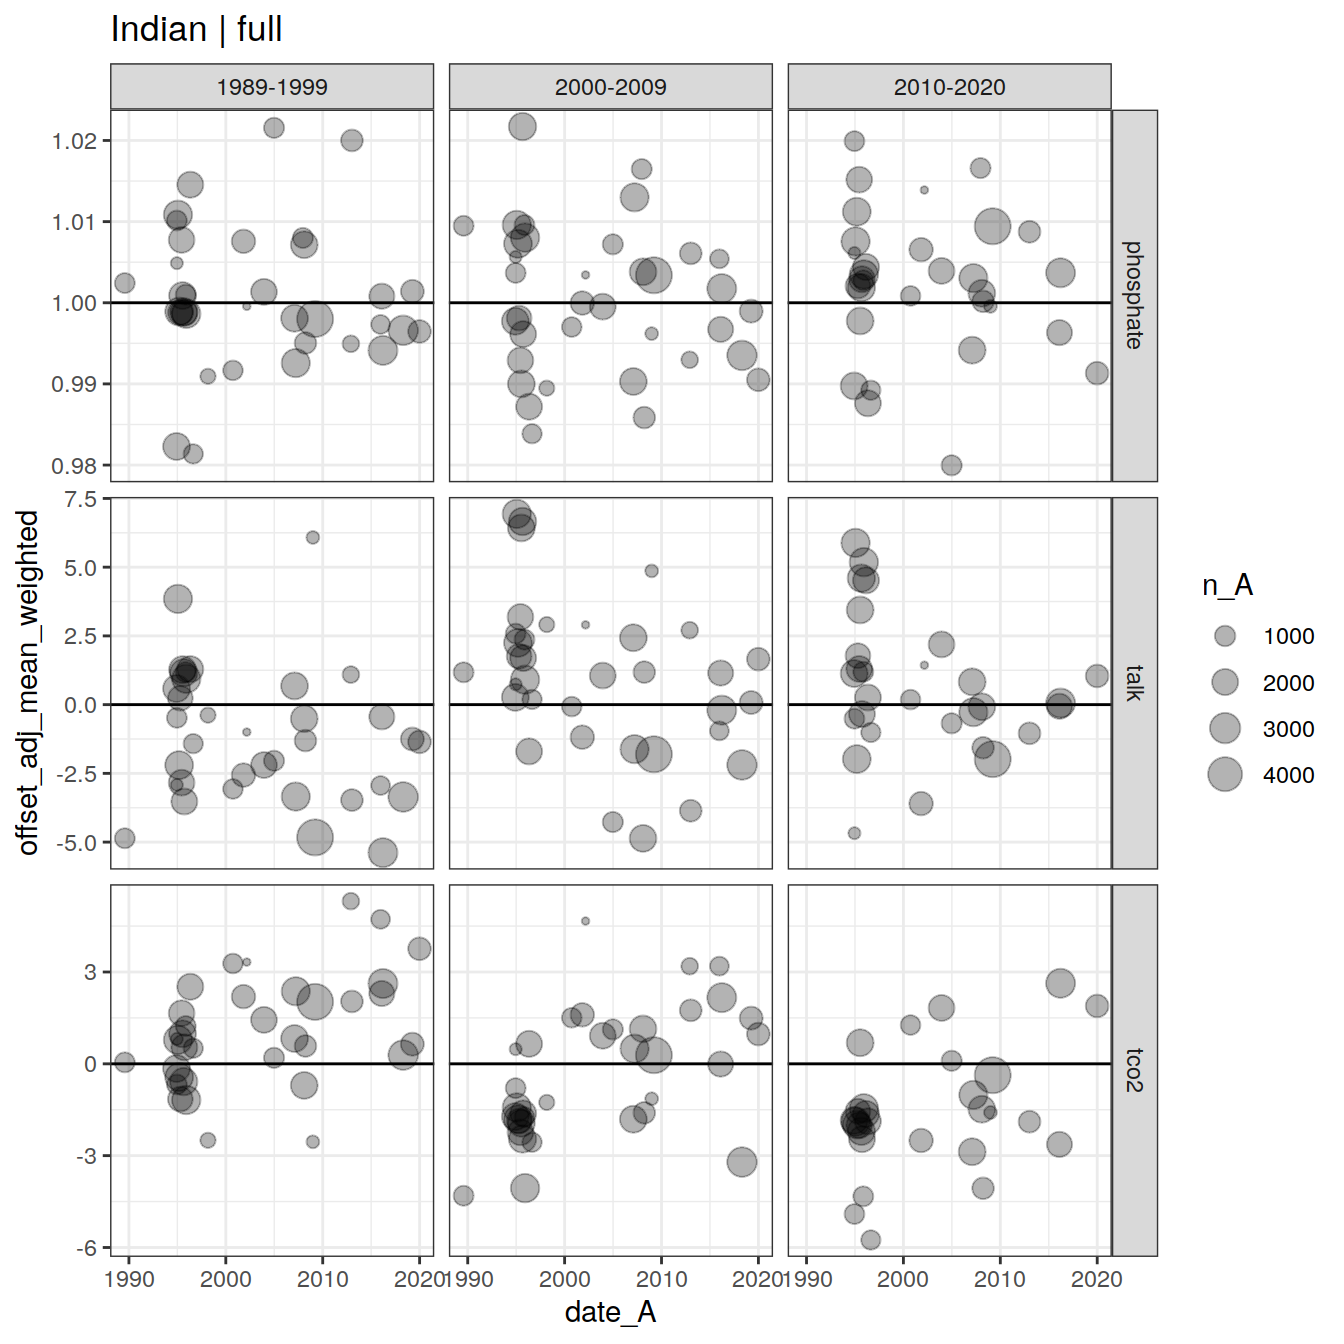 Indian | full
1989-1999 2000-2009 2010-2020
1.02
1.01
1.00
0.99
0.98
phosphate
7.5
5.0
2.5
0.0
-2.5
-5.0
talk
3
0
-3
-6
tco2
offset_adj_mean_weighted
1990 2000 2010 2020 1990 2000 2010 2020 1990 2000 2010 2020
date_A
n_A
1000
2000
3000
4000